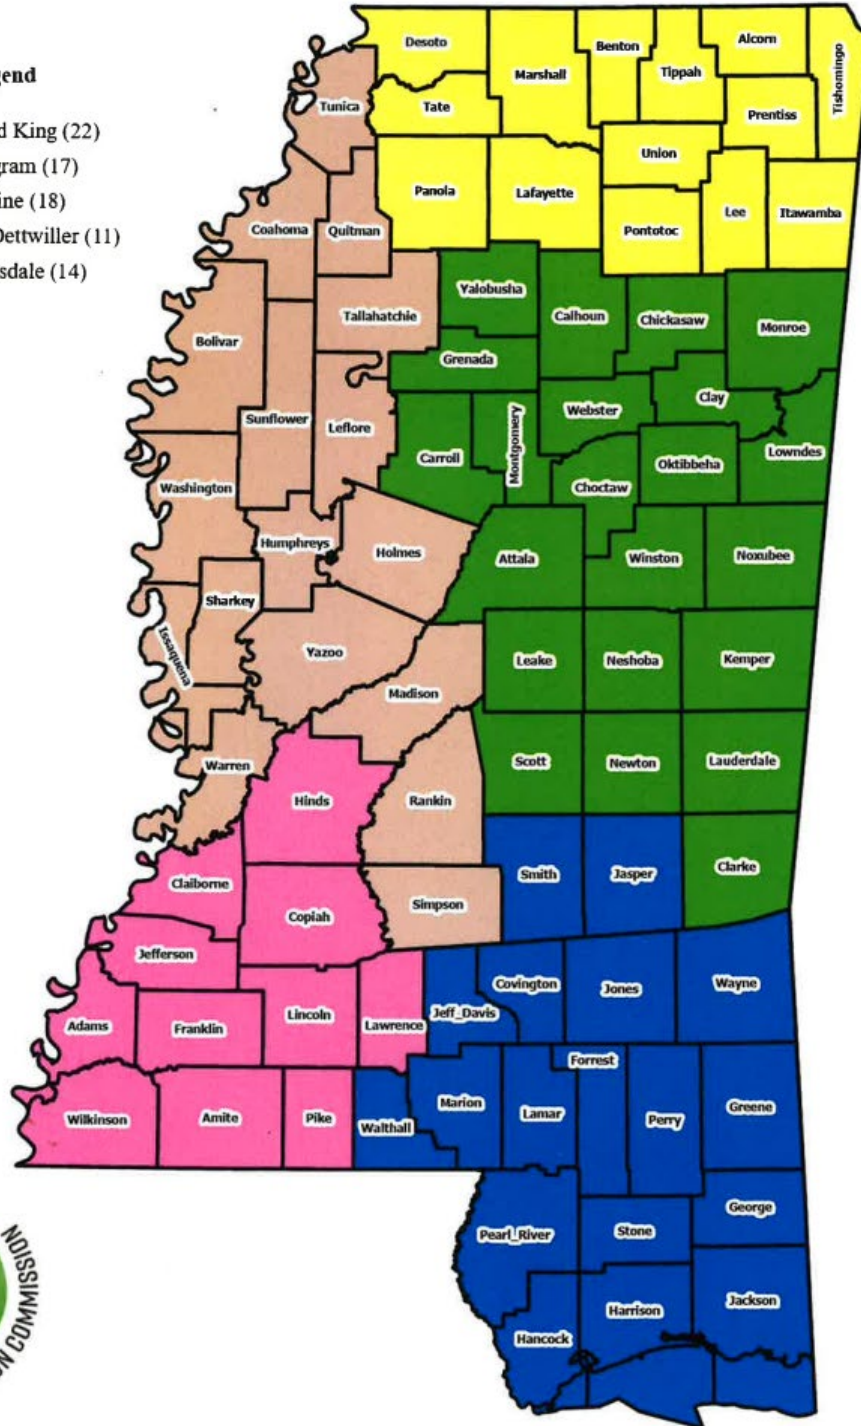 gend
d King (22)
gram (17)
ine (18)
Dettwiller (11)
sdale (14)
Desoto
Marshall
Benton
Tippah
Alcorn
Tishomingo
Tunica
Tate
Prentiss
Union
Panola
Lafayette
Lee
Itawamba
Pontotoc
Coahoma
Quitman
Yalobusha
Tallahatchie
Calhoun
Chickasaw
Monroe
Bolivar
Grenada
Clay
Webster
Sunflower
Leflore
Montgomery
Carroll
Oktibbeha
Lowndes
Washington
Choctaw
Humphreys
Holmes
Attala
Winston
Noxubee
Sharkey
Issaquena
Yazoo
Leake
Neshoba
Kemper
Madison
Warren
Scott
Newton
Lauderdale
Hinds
Rankin
Claiborne
Smith
Jasper
Clarke
Copiah
Simpson
Jefferson
Covington
Jones
Wayne
Adams
Franklin
Lincoln
Lawrence
Jeff_Davis
Forrest
Wilkinson
Amite
Pike
Walthall
Marion
Lamar
Perry
Greene
Pearl_River
Stone
George
Hancock
Harrison
Jackson
N COMMISSION